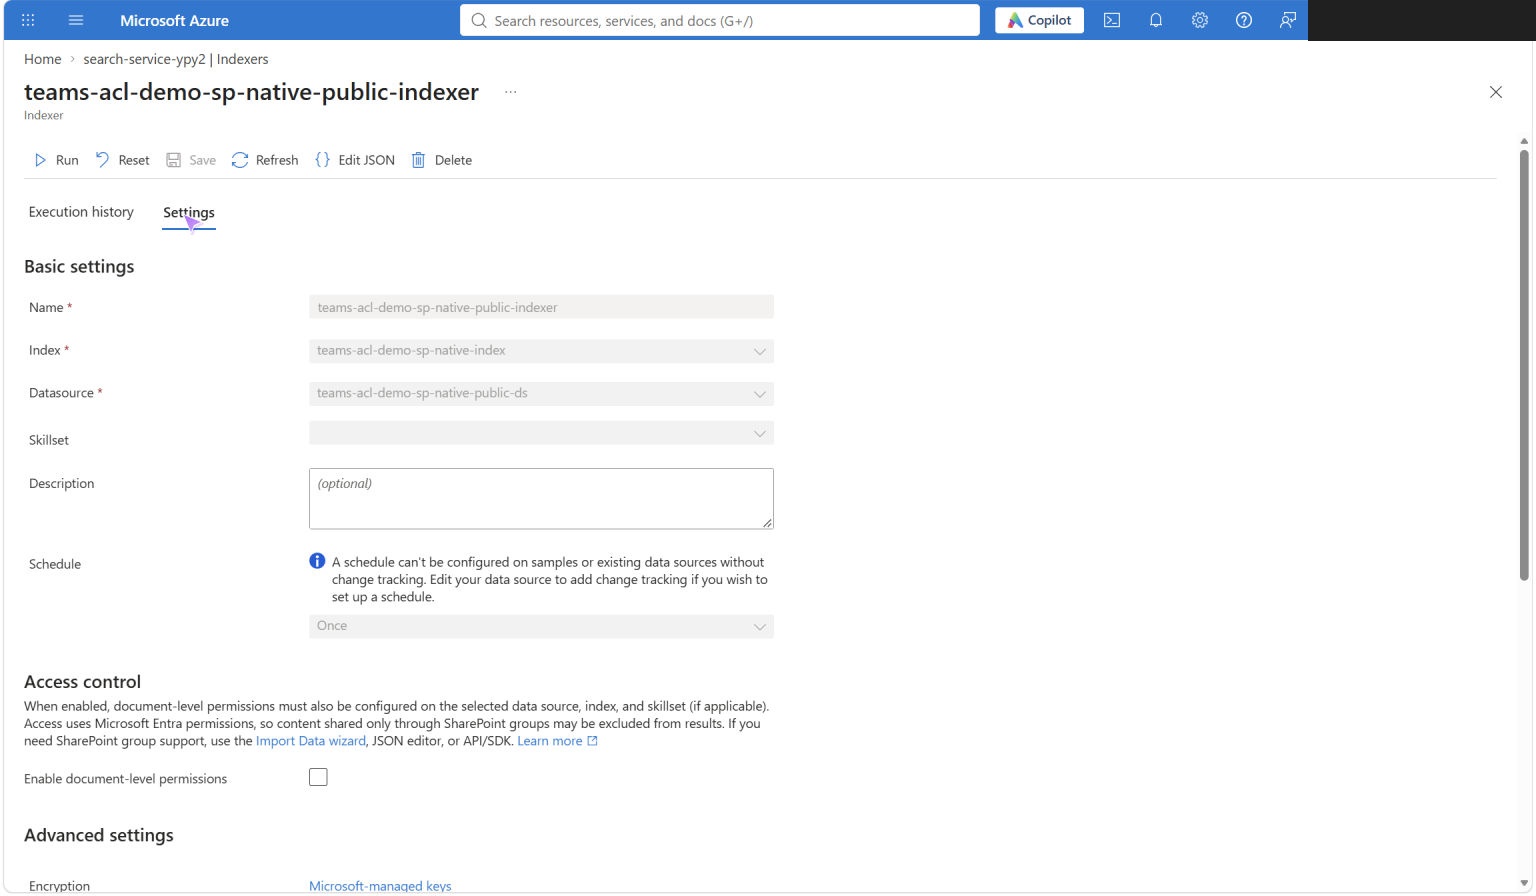 Microsoft Azure
Search resources, services, and docs (G+/)
Copilot
Home > search-service-ypy2 | Indexers
teams-acl-demo-sp-native-public-indexer ...
Indexer
Run Reset Save Refresh Edit JSON Delete
Execution history Settings
Basic settings
Name * teams-acl-demo-sp-native-public-indexer
Index * teams-acl-demo-sp-native-index
Datasource * teams-acl-demo-sp-native-public-ds
Skillset
Description (optional)
Schedule
A schedule can't be configured on samples or existing data sources without
change tracking. Edit your data source to add change tracking if you wish to
set up a schedule.
Once
Access control
When enabled, document-level permissions must also be configured on the selected data source, index, and skillset (if applicable).
Access uses Microsoft Entra permissions, so content shared only through SharePoint groups may be excluded from results. If you
need SharePoint group support, use the Import Data wizard, JSON editor, or API/SDK. Learn more
Enable document-level permissions
Advanced settings
Encryption Microsoft-managed keys